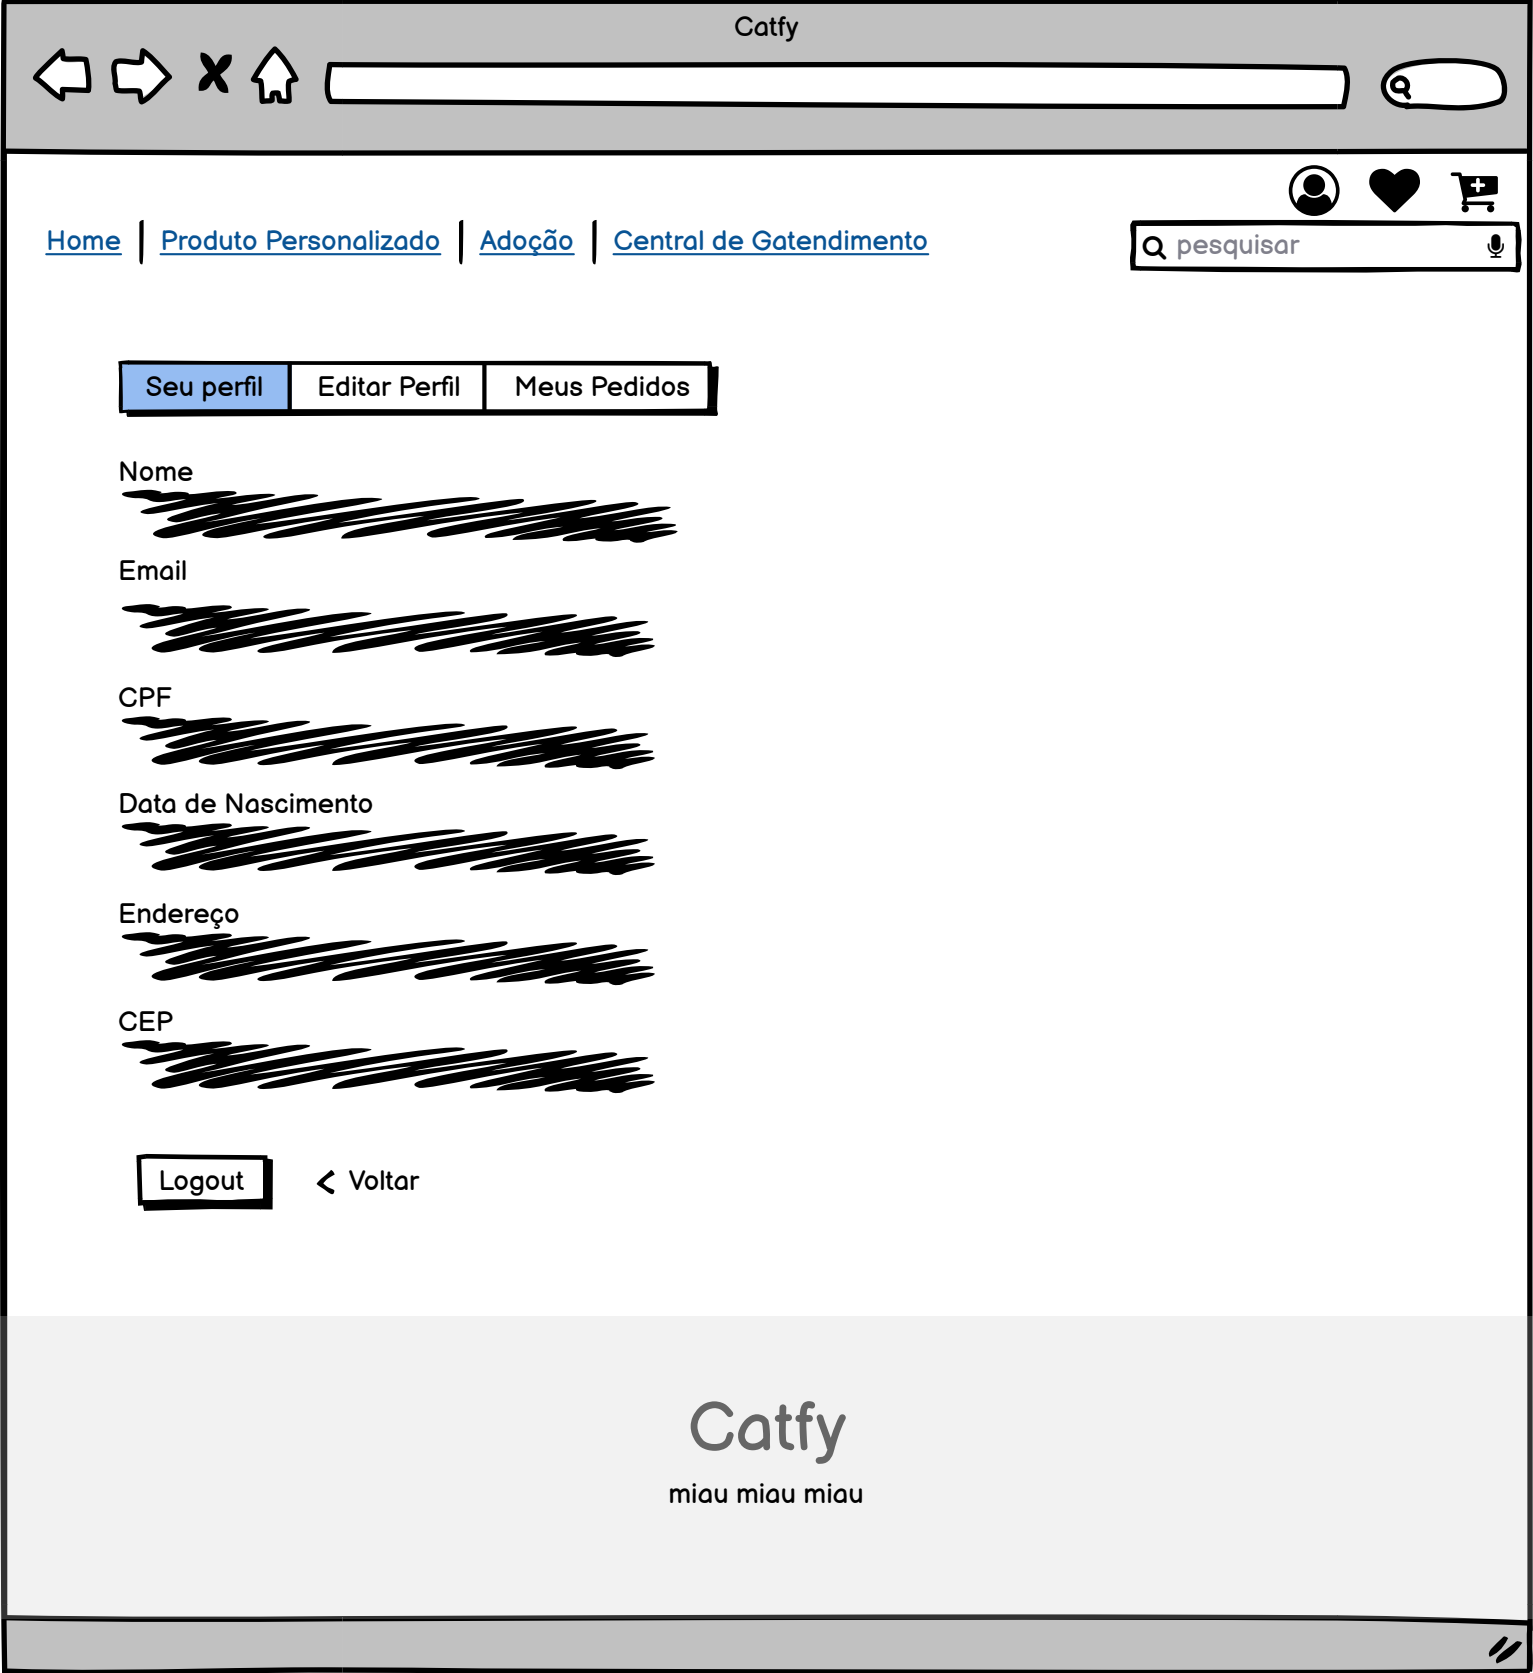 Catfy
Home | Produto Personalizado | Adoção | Central de Gatendimento
pesquisar
Seu perfil Editar Perfil Meus Pedidos
Nome
Email
CPF
Data de Nascimento
Endereço
CEP
Logout < Voltar
Catfy
miau miau miau